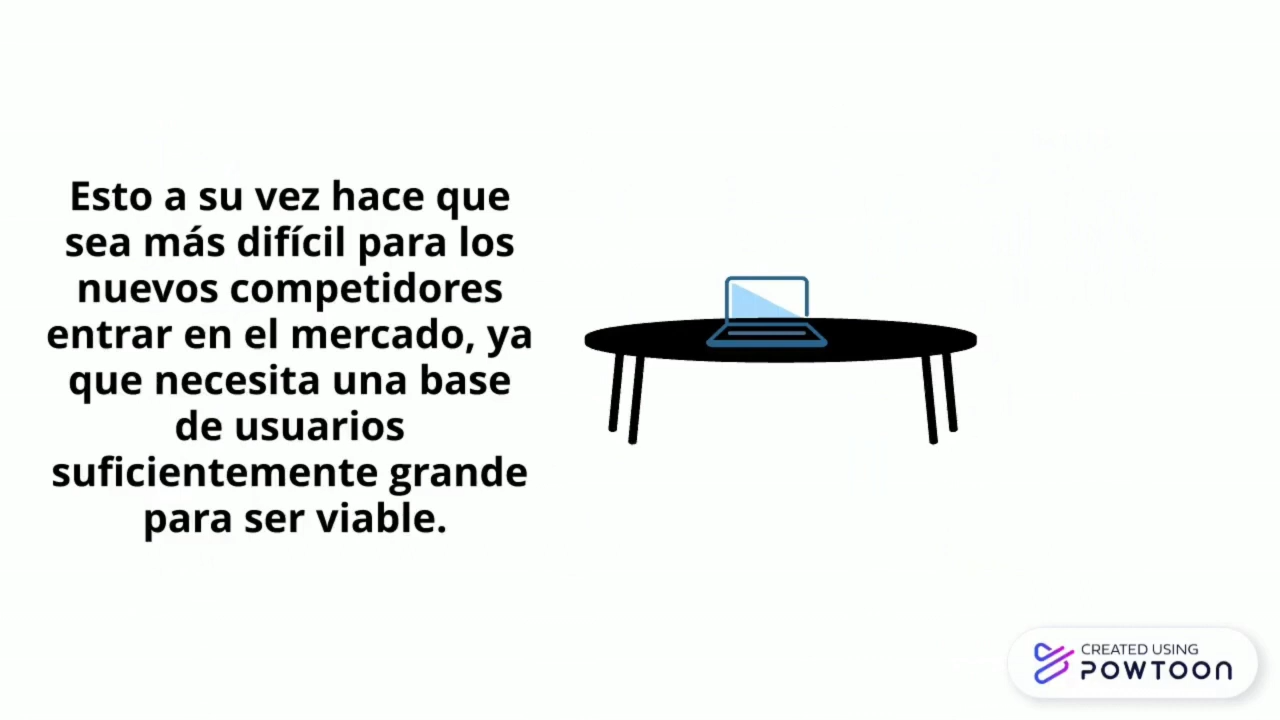 Esto a su vez hace que
sea más difícil para los
nuevos competidores
entrar en el mercado, ya
que necesita una base
de usuarios
suficientemente grande
para ser viable.
CREATED USING
POWTOON